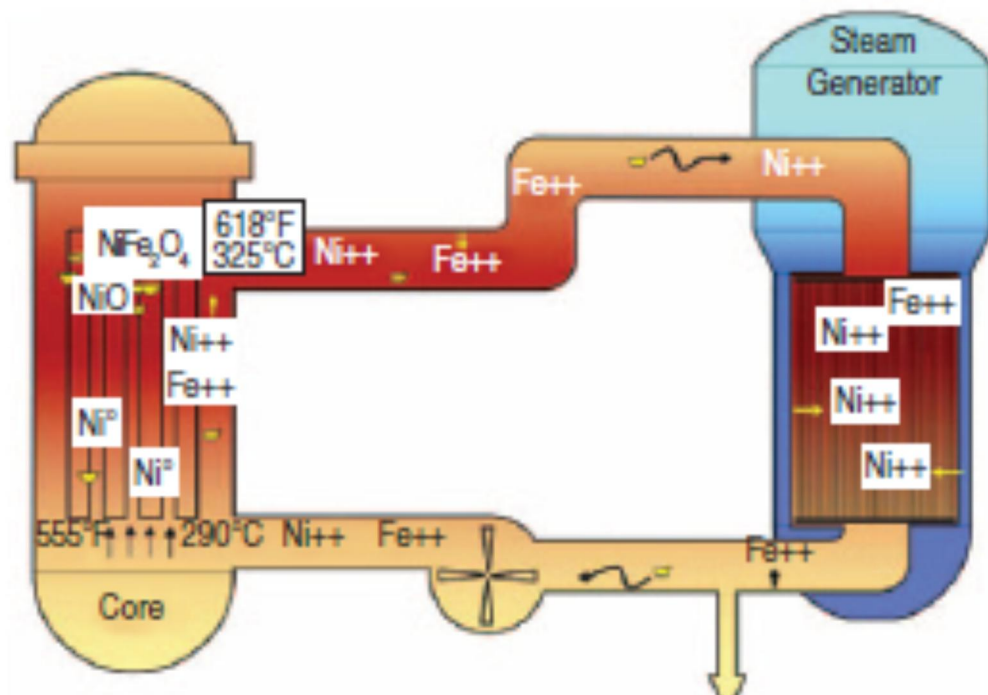 Steam
Generator
Ni++
Fe++
NiFe₂O₄
618°F
325°C
Ni++
Fe++
NiO
Fe++
Ni++
Ni++
Fe++
Ni++
Ni°
Ni++
Ni°
555°F
290°C
Ni++
Fe++
Fe++
Core